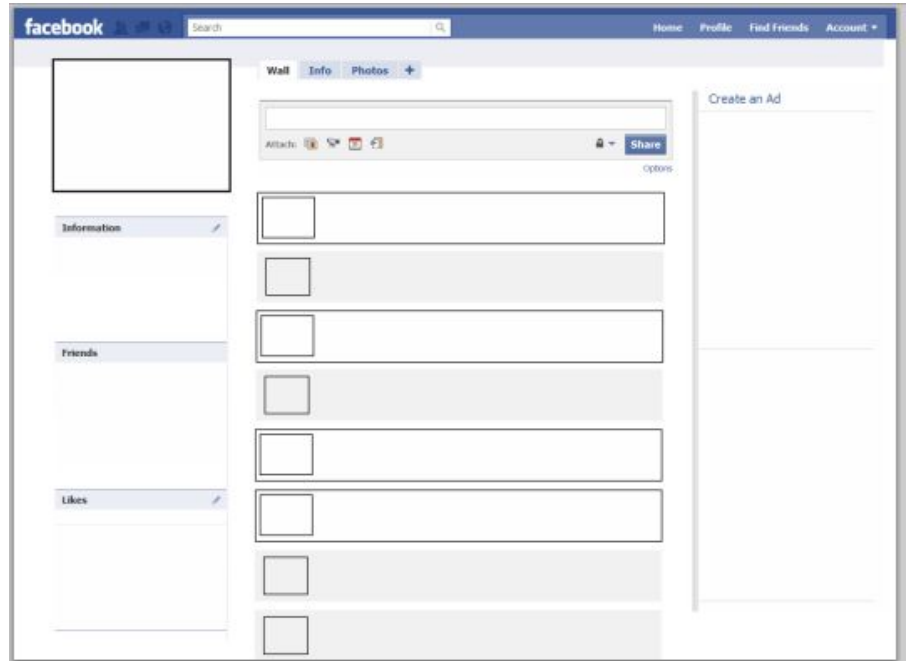 facebook Search Home Profile Find Friends Account
Wall Info Photos +
Create an Ad
Attach: Share
Options
Information
Friends
Likes